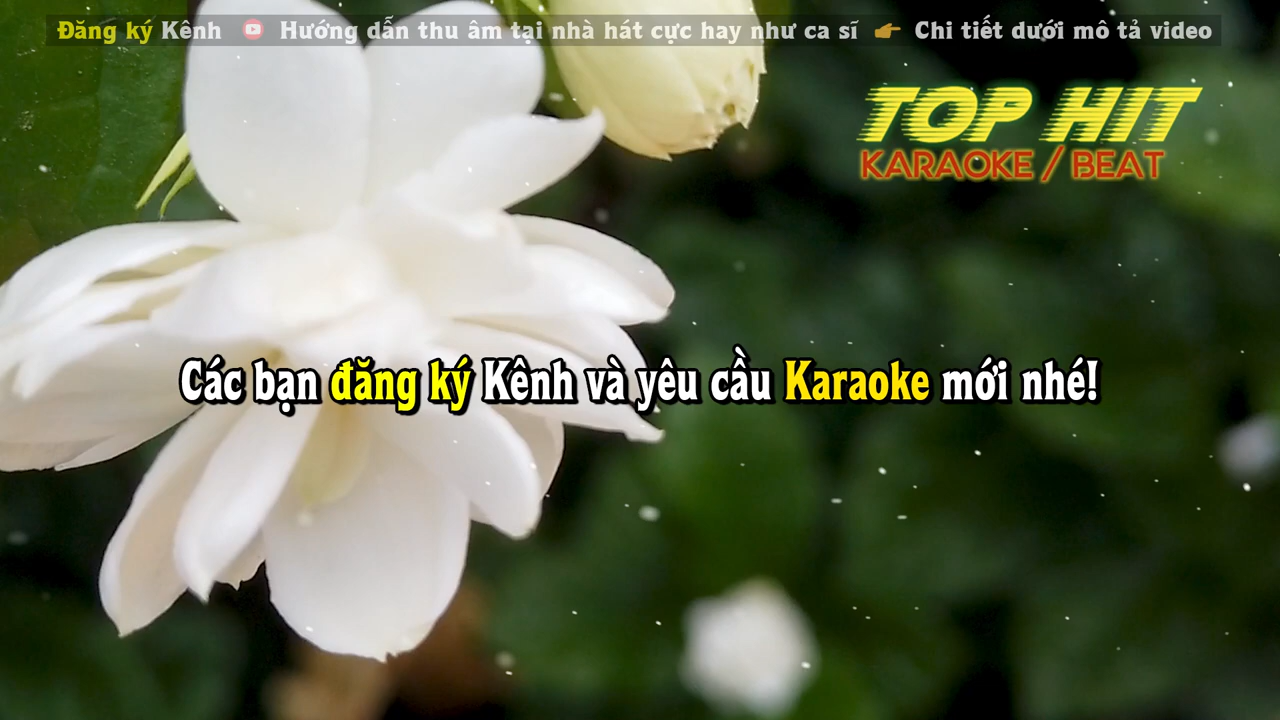 Đăng ký Kênh Hướng dẫn thu âm tại nhà hát cực hay như ca sí Chi tiết dưới mô tả video
TOP HIT
KARAOKE / BEAT
Các bạn đăng ký Kênh và yêu cầu Karaoke mới nhé!